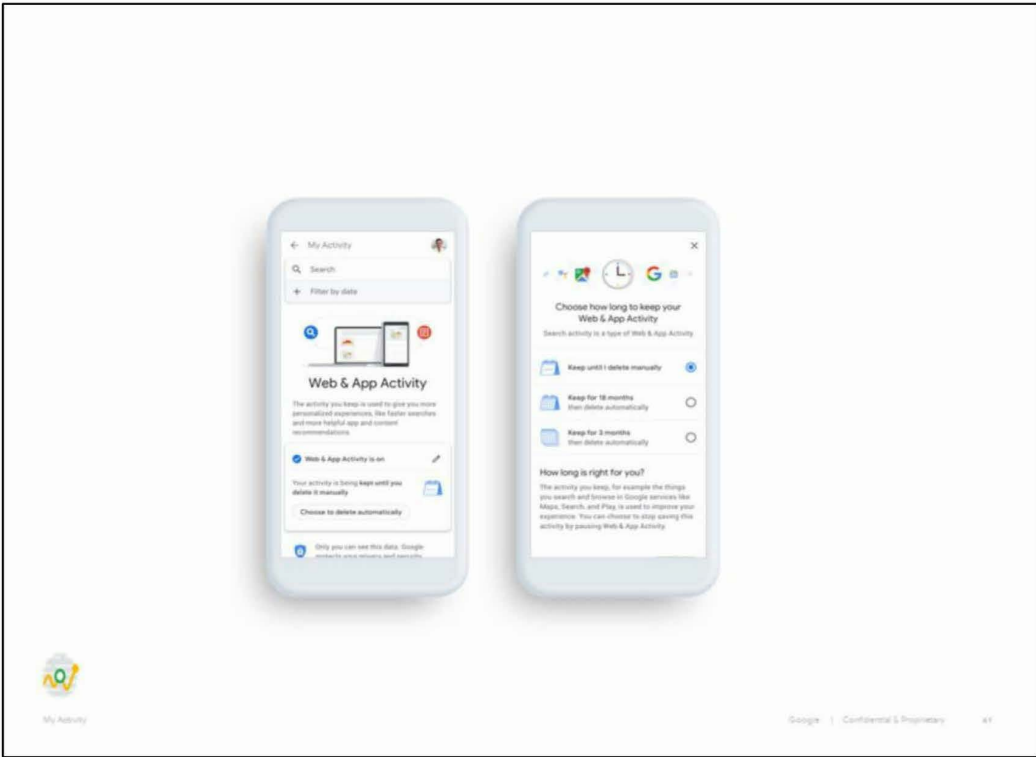 My Activity
Search
Filter by date
Web & App Activity
The activity you keep is used to give you more
personalized experiences, like faster searches
and more helpful app and content
recommendations
Web & App Activity is on
Your activity is being kept until you
delete it manually
Choose to delete automatically
Only you can see this data. Google
protects your privacy and security
Choose how long to keep your
Web & App Activity
Search activity is a type of Web & App Activity
Keep until I delete manually
Keep for 18 months
then delete automatically
Keep for 3 months
then delete automatically
How long is right for you?
The activity you keep, for example the things
you search and browse in Google services like
Maps, Search, and Play, is used to improve your
experience. You can choose to stop saving this
activity by pausing Web & App Activity.
My Activity
Google | Confidential & Proprietary